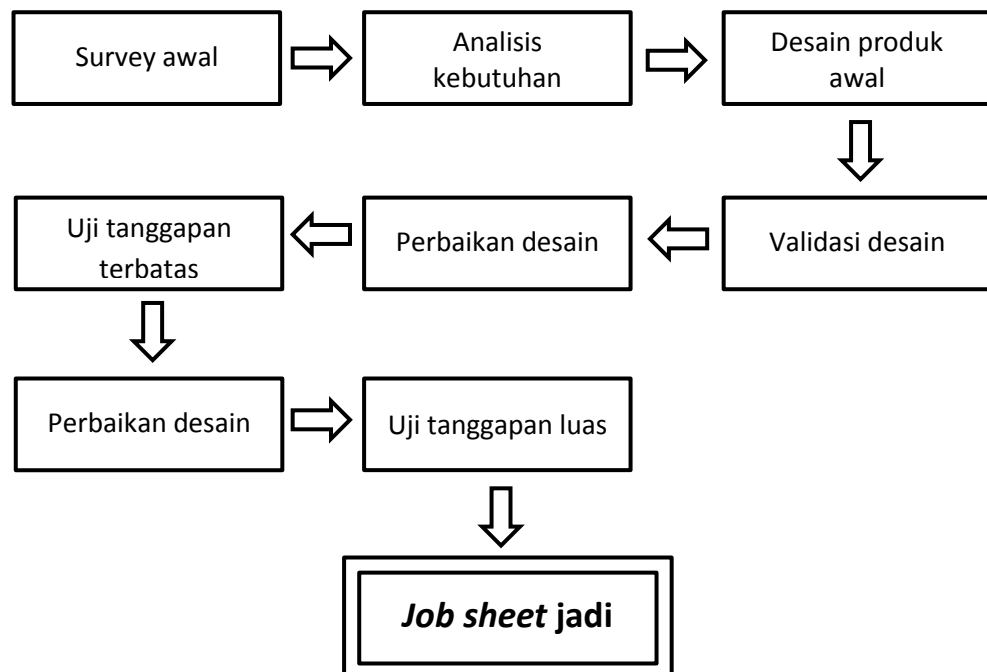 Survey awal
Analisis
kebutuhan
Desain produk
awal
Validasi desain
Perbaikan desain
Uji tanggapan
terbatas
Perbaikan desain
Uji tanggapan luas
Job sheet jadi